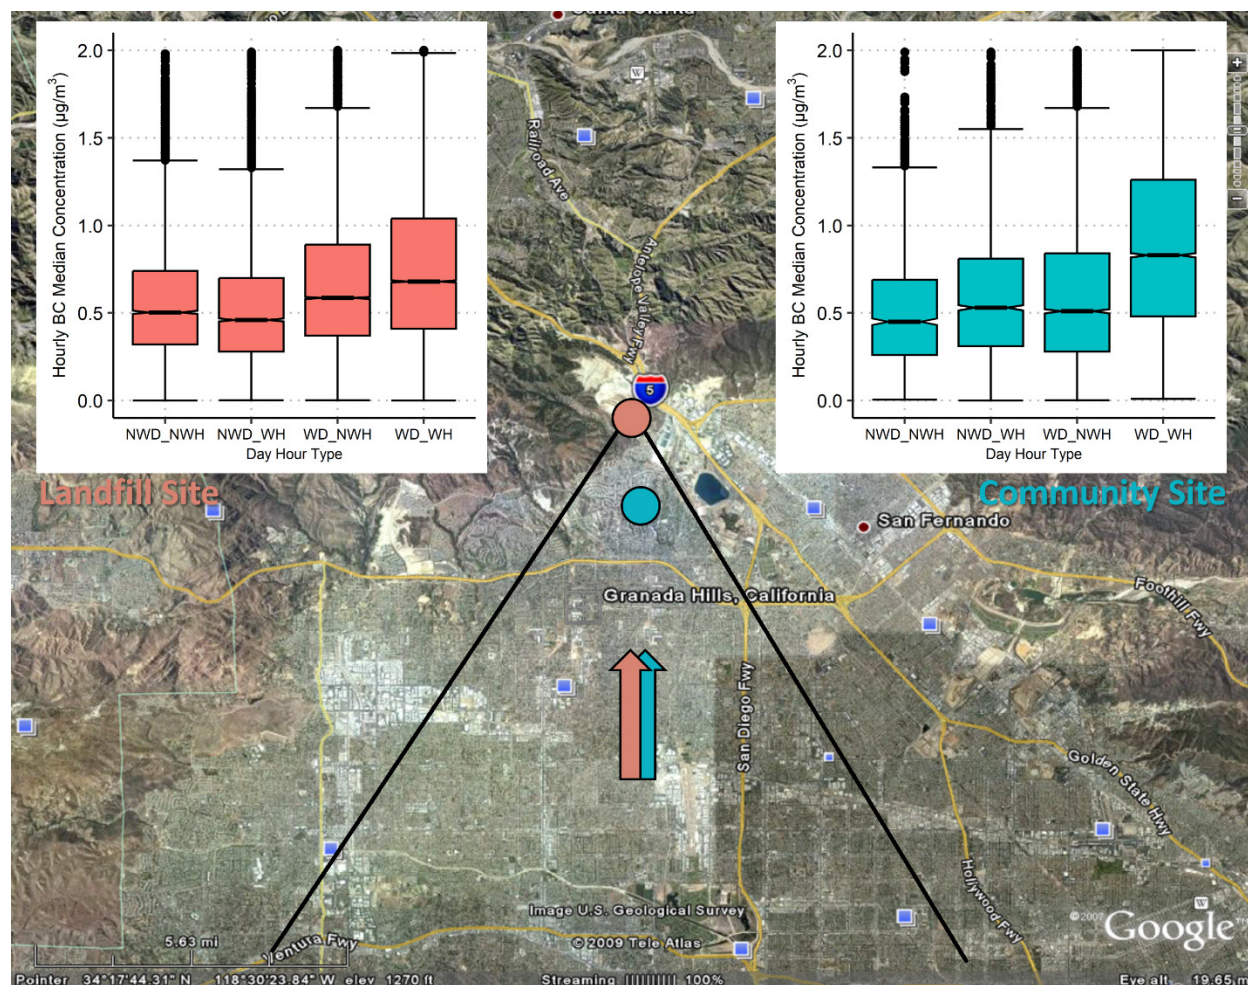 Santa Clarita
2.0
1.5
1.0
0.5
0.0
Hourly BC Median Concentration (µg/m³)
NWD_NWH NWD_WH WD_NWH WD_WH
Day Hour Type
Landfill Site
2.0
1.5
1.0
0.5
0.0
Hourly BC Median Concentration (µg/m³)
NWD_NWH NWD_WH WD_NWH WD_WH
Day Hour Type
Community Site
W
Railroad Ave
Antelope Valley Fwy
5
San Fernando
Granada Hills, California
Foothill Fwy
San Diego Fwy
Golden State Hwy
Hollywood Fwy
Ventura Fwy
W
Image U.S. Geological Survey
© 2009 Tele Atlas
© 2007 Google™
5.63 mi
Pointer 34°17'44.31" N 118°30'23.84" W elev 1270 ft
Streaming |||||||||| 100%
Eye alt 19.65 m